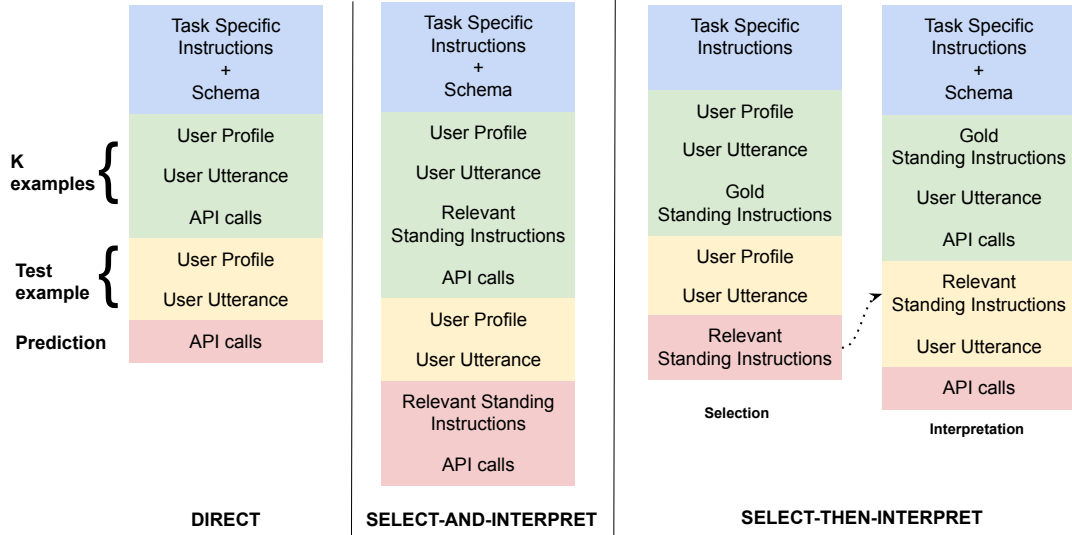 Task Specific
Instructions
+
Schema
User Profile
User Utterance
API calls
User Profile
User Utterance
API calls
K
examples
{
Test
example
{
Prediction
DIRECT
Task Specific
Instructions
+
Schema
User Profile
User Utterance
Relevant
Standing Instructions
API calls
User Profile
User Utterance
Relevant Standing
Instructions
API calls
SELECT-AND-INTERPRET
Task Specific
Instructions
User Profile
User Utterance
Gold
Standing Instructions
User Profile
User Utterance
Relevant
Standing Instructions
Selection
Task Specific
Instructions
+
Schema
Gold
Standing Instructions
User Utterance
API calls
Relevant
Standing Instructions
User Utterance
API calls
Interpretation
SELECT-THEN-INTERPRET